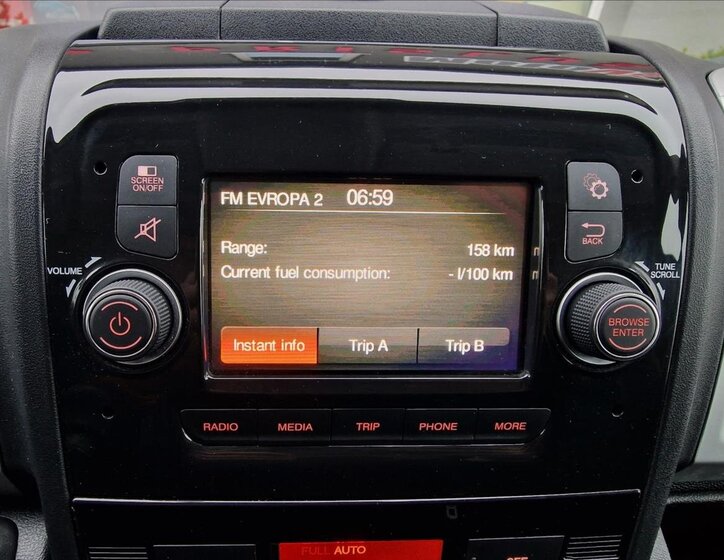 SCREEN
ON/OFF
FM EVROPA 2 06:59
BACK
VOLUME
TUNE
SCROLL
Range: 158 km
Current fuel consumption: - l/100 km
BROWSE
ENTER
Instant info Trip A Trip B
RADIO MEDIA TRIP PHONE MORE
FULL AUTO
OFF